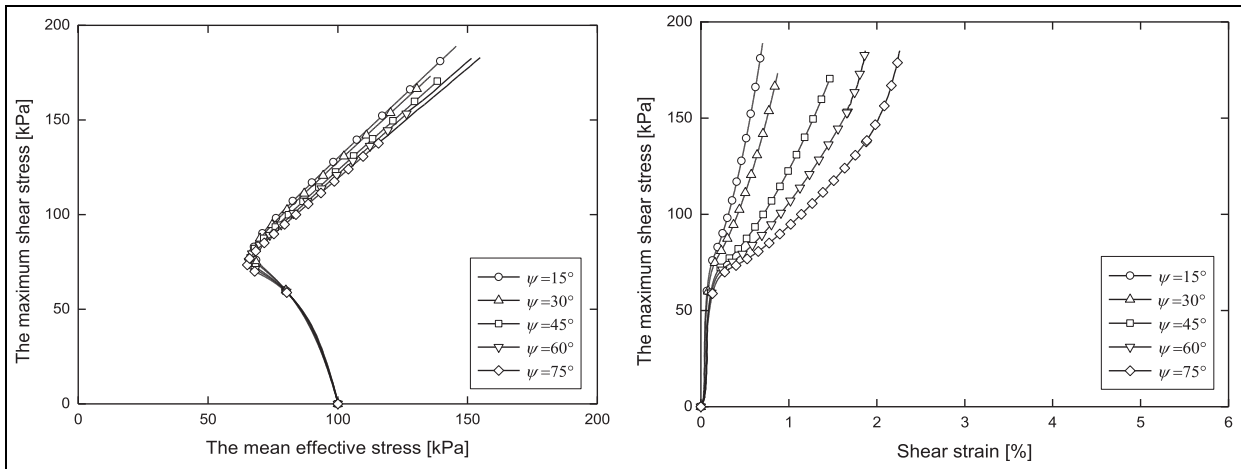 200
150
100
50
0
The maximum shear stress [kPa]
0
50
100
150
200
The mean effective stress [kPa]
ψ=15°
ψ=30°
ψ=45°
ψ=60°
ψ=75°
200
150
100
50
0
The maximum shear stress [kPa]
0
1
2
3
4
5
6
Shear strain [%]
ψ=15°
ψ=30°
ψ=45°
ψ=60°
ψ=75°